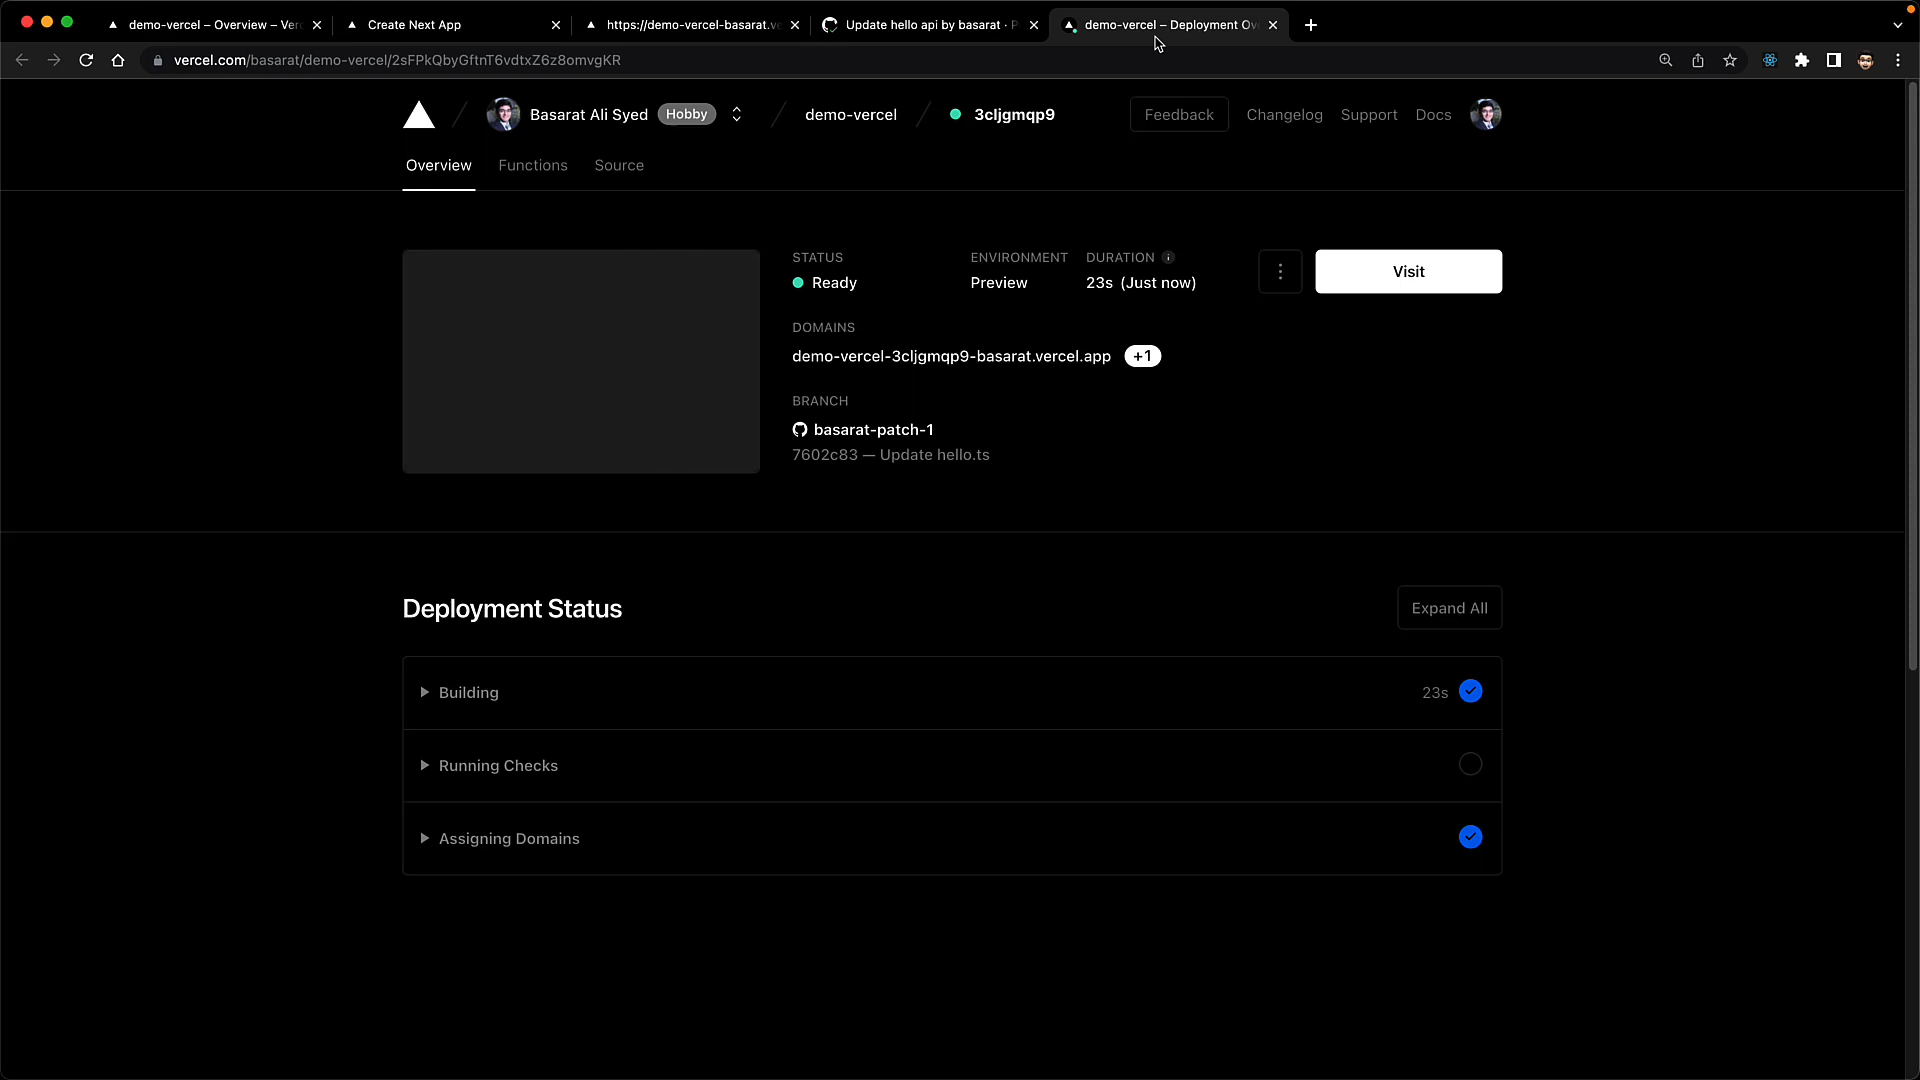 demo-vercel – Overview – Ver
Create Next App
https://demo-vercel-basarat.ve
Update hello api by basarat · P
demo-vercel – Deployment Ov
vercel.com/basarat/demo-vercel/2sFPkQbyGftnT6vdtxZ6z8omvgKR
Basarat Ali Syed
Hobby
demo-vercel
3cljgmqp9
Feedback
Changelog
Support
Docs
Overview
Functions
Source
STATUS
Ready
ENVIRONMENT
Preview
DURATION
23s (Just now)
Visit
DOMAINS
demo-vercel-3cljgmqp9-basarat.vercel.app
+1
BRANCH
basarat-patch-1
7602c83 — Update hello.ts
Deployment Status
Expand All
Building
23s
Running Checks
Assigning Domains